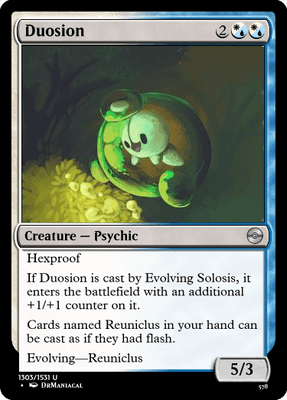 Duosion 2
Creature — Psychic
Hexproof
If Duosion is cast by Evolving Solosis, it
enters the battlefield with an additional
+1/+1 counter on it.
Cards named Reuniclus in your hand can
be cast as if they had flash.
Evolving—Reuniclus
5/3
1303/1531 U
• DrManiacal
578